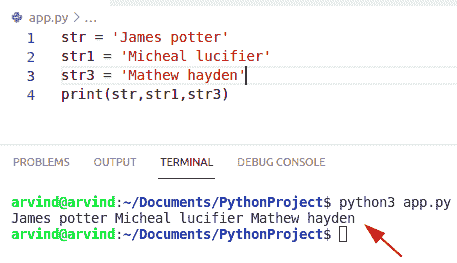 app.py > ...
1 str = 'James potter'
2 str1 = 'Micheal lucifier'
3 str3 = 'Mathew hayden'
4 print(str,str1,str3)
PROBLEMS OUTPUT TERMINAL DEBUG CONSOLE
arvind@arvind:~/Documents/PythonProject$ python3 app.py
James potter Micheal lucifier Mathew hayden
arvind@arvind:~/Documents/PythonProject$